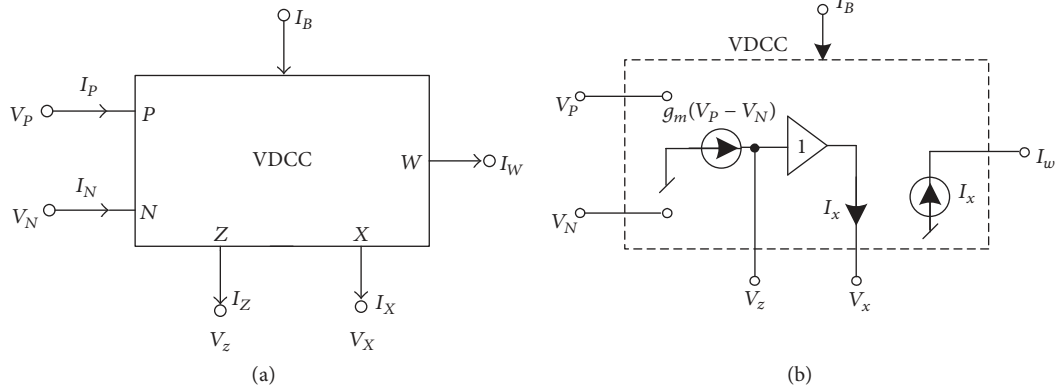 I_B
I_P
V_P
P
VDCC
W
I_W
I_N
V_N
N
Z
X
I_Z
I_X
V_z
V_X
(a)
I_B
VDCC
V_P
g_m(V_P − V_N)
1
I_w
I_x
I_x
V_N
V_z
V_x
(b)